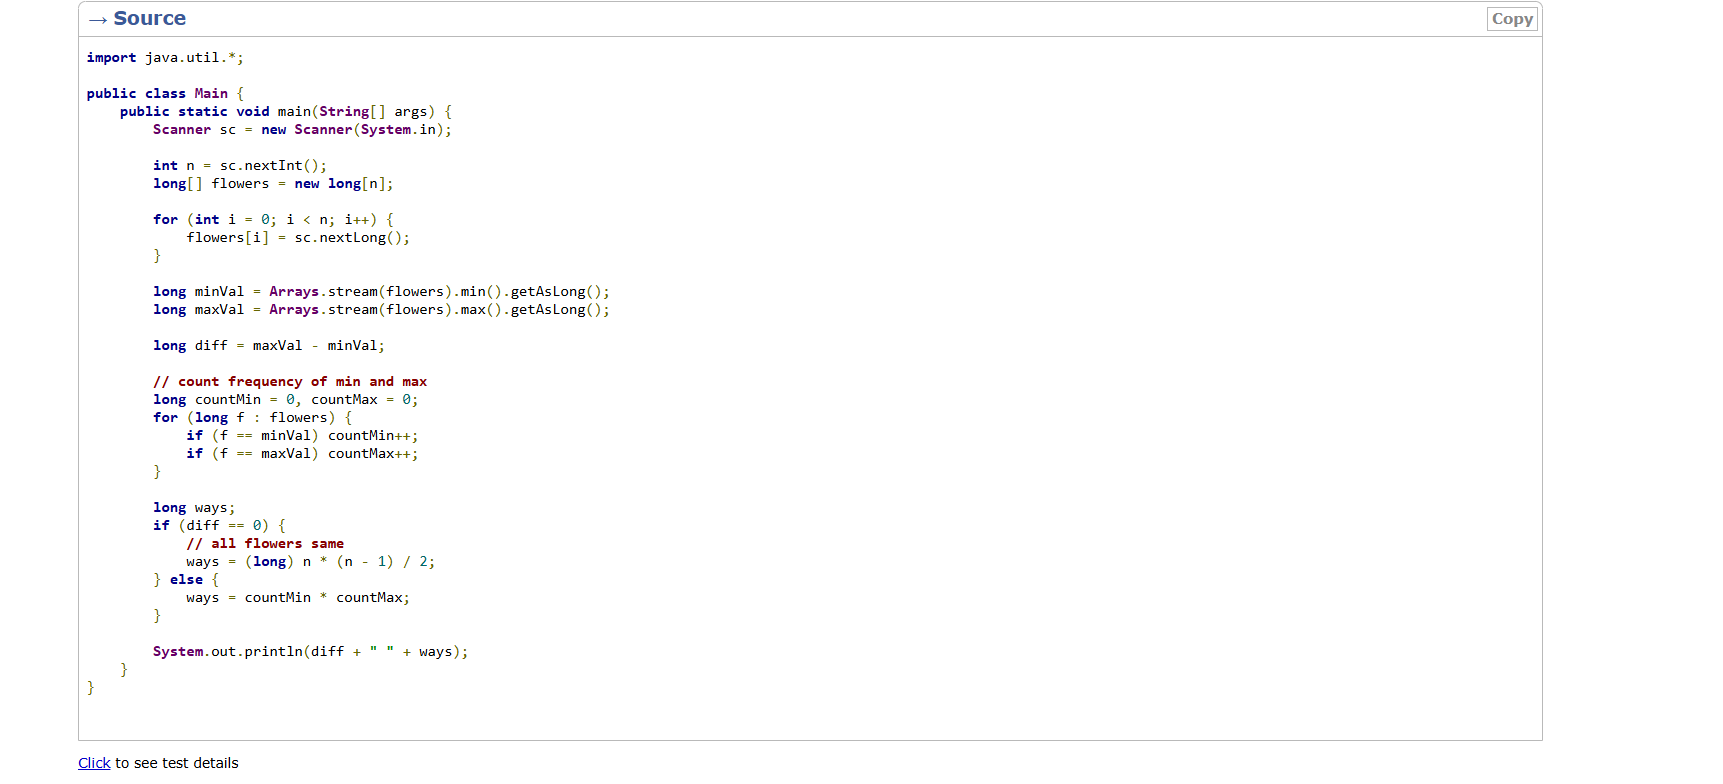 → Source
Copy
import java.util.*;
public class Main {
public static void main(String[] args) {
Scanner sc = new Scanner(System.in);
int n = sc.nextInt();
long[] flowers = new long[n];
for (int i = 0; i < n; i++) {
flowers[i] = sc.nextLong();
}
long minVal = Arrays.stream(flowers).min().getAsLong();
long maxVal = Arrays.stream(flowers).max().getAsLong();
long diff = maxVal - minVal;
// count frequency of min and max
long countMin = 0, countMax = 0;
for (long f : flowers) {
if (f == minVal) countMin++;
if (f == maxVal) countMax++;
}
long ways;
if (diff == 0) {
// all flowers same
ways = (long) n * (n - 1) / 2;
} else {
ways = countMin * countMax;
}
System.out.println(diff + " " + ways);
}
}
Click to see test details